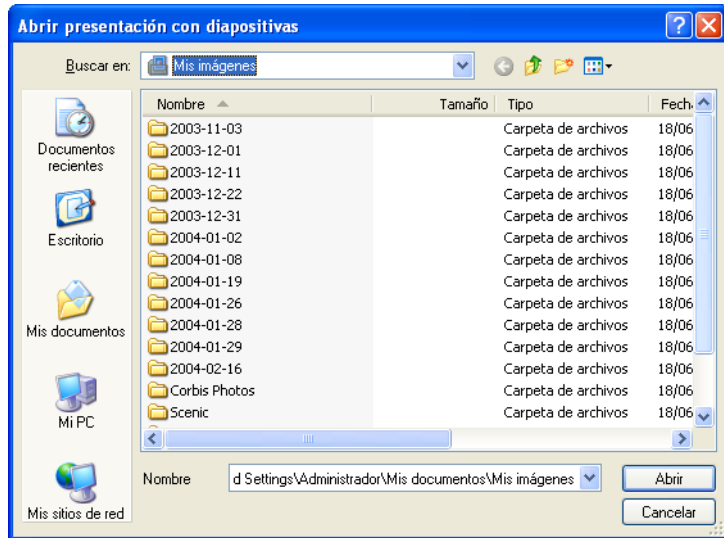 Abrir presentación con diapositivas
Buscar en: Mis imágenes
Nombre Tamaño Tipo Fech
2003-11-03 Carpeta de archivos 18/06
2003-12-01 Carpeta de archivos 18/06
2003-12-11 Carpeta de archivos 18/06
2003-12-22 Carpeta de archivos 18/06
2003-12-31 Carpeta de archivos 18/06
2004-01-02 Carpeta de archivos 18/06
2004-01-08 Carpeta de archivos 18/06
2004-01-19 Carpeta de archivos 18/06
2004-01-26 Carpeta de archivos 18/06
2004-01-28 Carpeta de archivos 18/06
2004-01-29 Carpeta de archivos 18/06
2004-02-16 Carpeta de archivos 18/06
Corbis Photos Carpeta de archivos 18/06
Scenic Carpeta de archivos 18/06
Documentos
recientes
Escritorio
Mis documentos
Mi PC
Mis sitios de red
Nombre d Settings\Administrador\Mis documentos\Mis imágenes Abrir
Cancelar